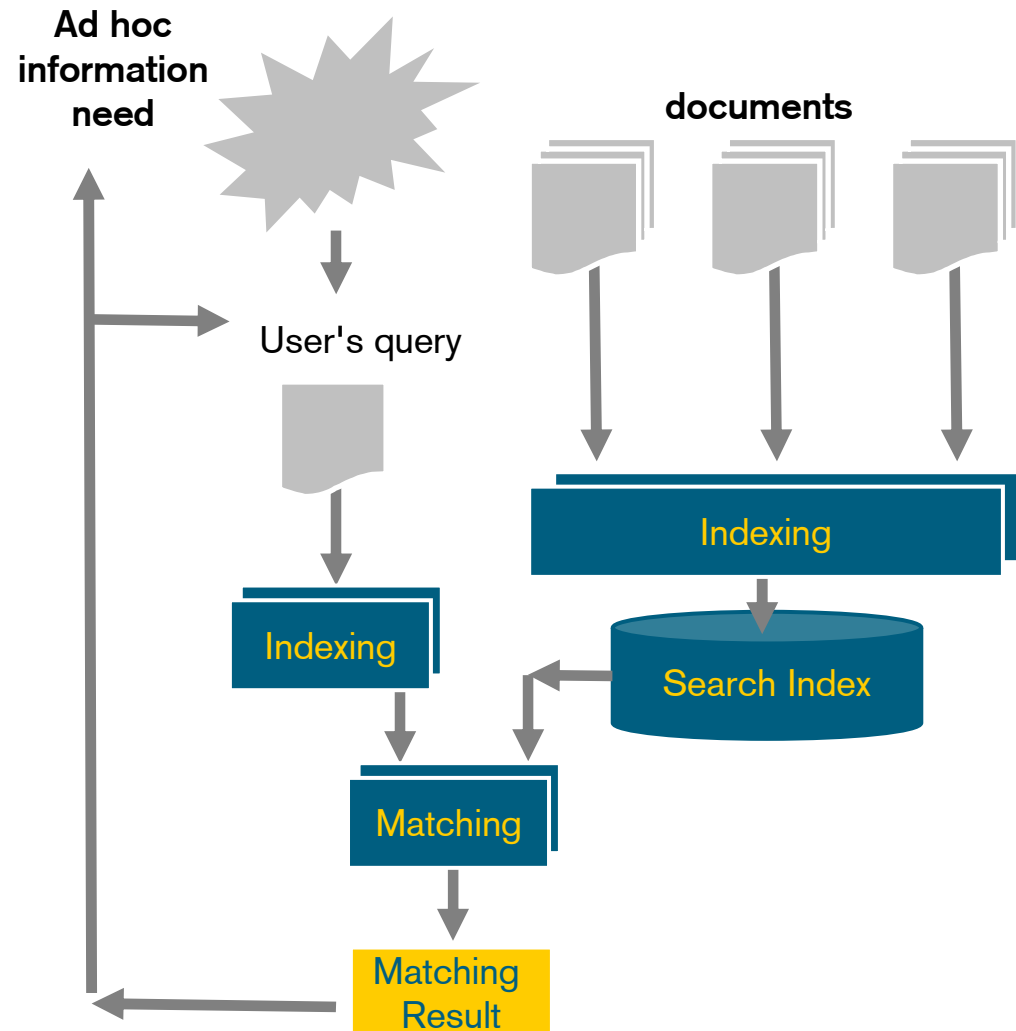 Ad hoc
information
need
documents
User's query
Indexing
Indexing
Search Index
Matching
Matching
Result